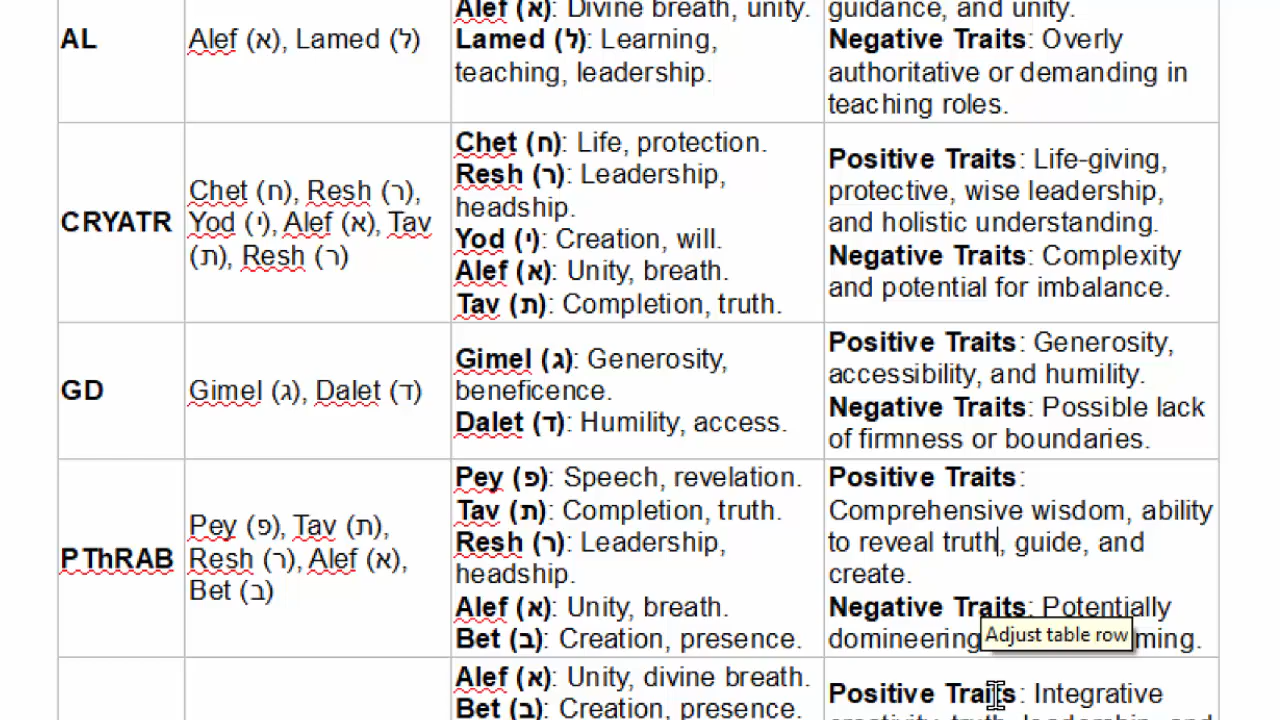 AL
Alef (א), Lamed (ל)
Alef (א): Divine breath, unity.
Lamed (ל): Learning,
teaching, leadership.
guidance, and unity.
Negative Traits: Overly
authoritative or demanding in
teaching roles.
CRYATR
Chet (ח), Resh (ר),
Yod (י), Alef (א), Tav
(ת), Resh (ר)
Chet (ח): Life, protection.
Resh (ר): Leadership,
headship.
Yod (י): Creation, will.
Alef (א): Unity, breath.
Tav (ת): Completion, truth.
Positive Traits: Life-giving,
protective, wise leadership,
and holistic understanding.
Negative Traits: Complexity
and potential for imbalance.
GD
Gimel (ג), Dalet (ד)
Gimel (ג): Generosity,
beneficence.
Dalet (ד): Humility, access.
Positive Traits: Generosity,
accessibility, and humility.
Negative Traits: Possible lack
of firmness or boundaries.
PThRAB
Pey (פ), Tav (ת),
Resh (ר), Alef (א),
Bet (ב)
Pey (פ): Speech, revelation.
Tav (ת): Completion, truth.
Resh (ר): Leadership,
headship.
Alef (א): Unity, breath.
Bet (ב): Creation, presence.
Positive Traits:
Comprehensive wisdom, ability
to reveal truth, guide, and
create.
Negative Traits: Potentially
domineering
Adjust table row
Alef (א): Unity, divine breath.
Bet (ב): Creation, presence.
Positive Traits: Integrative